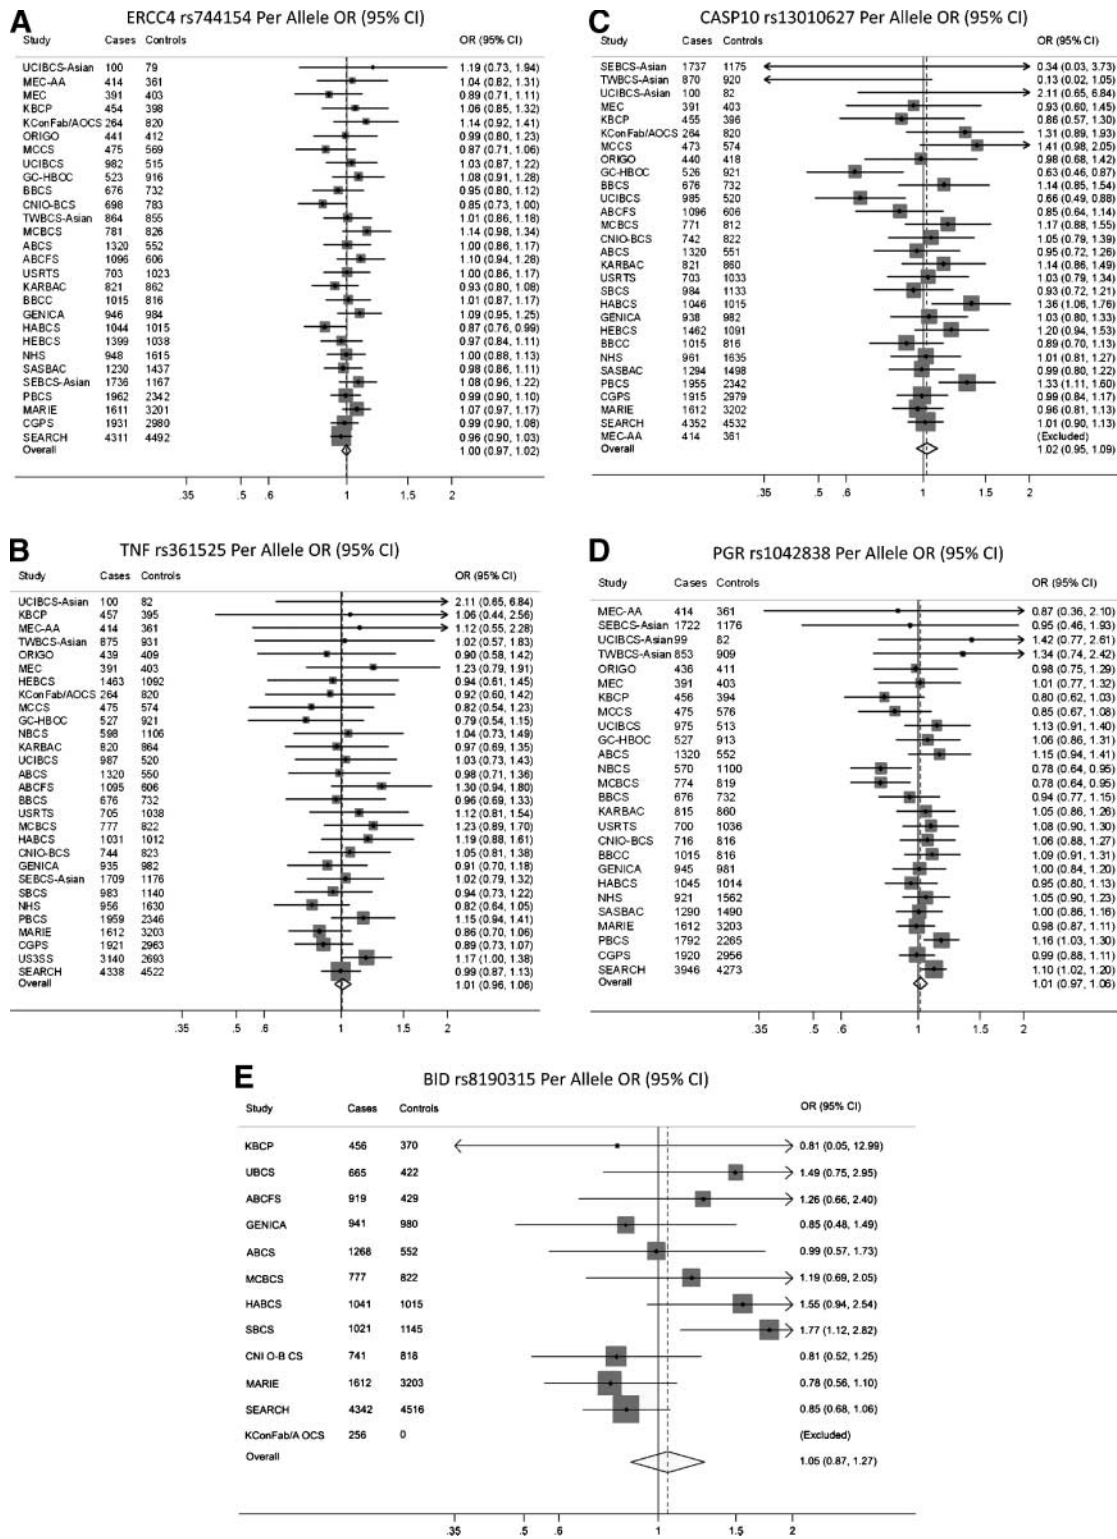 A
ERCC4 rs744154 Per Allele OR (95% CI)
Study Cases Controls OR (95% CI)
UCIBCS-Asian 100 79 1.19 (0.73, 1.94)
MEC-AA 414 361 1.04 (0.82, 1.31)
MEC 391 403 0.89 (0.71, 1.11)
KBCP 454 398 1.06 (0.85, 1.32)
KConFab/AOCS 264 820 1.14 (0.92, 1.41)
ORIGO 441 412 0.99 (0.80, 1.23)
MCCS 475 569 0.87 (0.71, 1.06)
UCIBCS 982 515 1.03 (0.87, 1.22)
GC-HBOC 523 916 1.08 (0.91, 1.28)
BBCS 676 732 0.95 (0.80, 1.12)
CNIO-BCS 698 783 0.85 (0.73, 1.00)
TWBCS-Asian 864 855 1.01 (0.86, 1.18)
MCBCS 781 826 1.14 (0.98, 1.34)
ABCS 1320 552 1.00 (0.86, 1.17)
ABCFS 1096 606 1.10 (0.94, 1.28)
USRTS 703 1023 1.00 (0.86, 1.17)
KARBAC 821 862 0.93 (0.80, 1.08)
BBCC 1015 816 1.01 (0.87, 1.17)
GENICA 946 984 1.09 (0.95, 1.25)
HABCS 1044 1015 0.87 (0.76, 0.99)
HEBCS 1399 1038 0.97 (0.84, 1.11)
NHS 948 1615 1.00 (0.88, 1.13)
SASBAC 1230 1437 0.98 (0.86, 1.11)
SEBCS-Asian 1736 1167 1.08 (0.96, 1.22)
PBCS 1962 2342 0.99 (0.90, 1.10)
MARIE 1611 3201 1.07 (0.97, 1.17)
CGPS 1931 2980 0.99 (0.90, 1.08)
SEARCH 4311 4492 0.96 (0.90, 1.03)
Overall 1.00 (0.97, 1.02)
.35 .5 .6 1 1.5 2
C
CASP10 rs13010627 Per Allele OR (95% CI)
Study Cases Controls OR (95% CI)
SEBCS-Asian 1737 1175 0.34 (0.03, 3.73)
TWBCS-Asian 870 920 0.13 (0.02, 1.05)
UCIBCS-Asian 100 82 2.11 (0.65, 6.84)
MEC 391 403 0.93 (0.60, 1.45)
KBCP 455 396 0.86 (0.57, 1.30)
KConFab/AOCS 264 820 1.31 (0.89, 1.93)
MCCS 473 574 1.41 (0.98, 2.05)
ORIGO 440 418 0.98 (0.68, 1.42)
GC-HBOC 526 921 0.63 (0.46, 0.87)
BBCS 676 732 1.14 (0.85, 1.54)
UCIBCS 985 520 0.66 (0.49, 0.88)
ABCFS 1096 606 0.85 (0.64, 1.14)
MCBCS 771 812 1.17 (0.88, 1.55)
CNIO-BCS 742 822 1.05 (0.79, 1.39)
ABCS 1320 551 0.95 (0.72, 1.26)
KARBAC 821 860 1.14 (0.86, 1.49)
USRTS 703 1033 1.03 (0.79, 1.34)
SBCS 984 1133 0.93 (0.72, 1.21)
HABCS 1046 1015 1.36 (1.06, 1.76)
GENICA 938 982 1.03 (0.80, 1.33)
HEBCS 1462 1091 1.20 (0.94, 1.53)
BBCC 1015 816 0.89 (0.70, 1.13)
NHS 961 1635 1.01 (0.81, 1.27)
SASBAC 1294 1498 0.99 (0.80, 1.22)
PBCS 1955 2342 1.33 (1.11, 1.60)
CGPS 1915 2979 0.99 (0.84, 1.17)
MARIE 1612 3202 0.96 (0.81, 1.13)
SEARCH 4352 4532 1.01 (0.90, 1.13)
MEC-AA 414 361 (Excluded)
Overall 1.02 (0.95, 1.09)
.35 .5 .6 1 1.5 2
B
TNF rs361525 Per Allele OR (95% CI)
Study Cases Controls OR (95% CI)
UCIBCS-Asian 100 82 2.11 (0.65, 6.84)
KBCP 457 395 1.06 (0.44, 2.56)
MEC-AA 414 361 1.12 (0.55, 2.28)
TWBCS-Asian 875 931 1.02 (0.57, 1.83)
ORIGO 439 409 0.90 (0.58, 1.42)
MEC 391 403 1.23 (0.79, 1.91)
HEBCS 1463 1092 0.94 (0.61, 1.45)
KConFab/AOCS 264 820 0.92 (0.60, 1.42)
MCCS 475 574 0.82 (0.54, 1.23)
GC-HBOC 527 921 0.79 (0.54, 1.15)
NBCS 598 1106 1.04 (0.73, 1.49)
KARBAC 820 864 0.97 (0.69, 1.35)
UCIBCS 987 520 1.03 (0.73, 1.43)
ABCS 1320 550 0.98 (0.71, 1.36)
ABCFS 1095 606 1.30 (0.94, 1.80)
BBCS 676 732 0.96 (0.69, 1.33)
USRTS 705 1038 1.12 (0.81, 1.54)
MCBCS 777 822 1.23 (0.89, 1.70)
HABCS 1031 1012 1.19 (0.88, 1.61)
CNIO-BCS 744 823 1.05 (0.81, 1.38)
GENICA 935 982 0.91 (0.70, 1.18)
SEBCS-Asian 1709 1176 1.02 (0.79, 1.32)
SBCS 983 1140 0.94 (0.73, 1.22)
NHS 956 1630 0.82 (0.64, 1.05)
PBCS 1959 2346 1.15 (0.94, 1.41)
MARIE 1612 3203 0.86 (0.70, 1.06)
CGPS 1921 2963 0.89 (0.73, 1.07)
US3SS 3140 2693 1.17 (1.00, 1.38)
SEARCH 4338 4522 0.99 (0.87, 1.13)
Overall 1.01 (0.96, 1.06)
.35 .5 .6 1 1.5 2
D
PGR rs1042838 Per Allele OR (95% CI)
Study Cases Controls OR (95% CI)
MEC-AA 414 361 0.87 (0.36, 2.10)
SEBCS-Asian 1722 1176 0.95 (0.46, 1.93)
UCIBCS-Asian 99 82 1.42 (0.77, 2.61)
TWBCS-Asian 853 909 1.34 (0.74, 2.42)
ORIGO 436 411 0.98 (0.75, 1.29)
MEC 391 403 1.01 (0.77, 1.32)
KBCP 456 394 0.80 (0.62, 1.03)
MCCS 475 576 0.85 (0.67, 1.08)
UCIBCS 975 513 1.13 (0.91, 1.40)
GC-HBOC 527 913 1.06 (0.86, 1.31)
ABCS 1320 552 1.15 (0.94, 1.41)
NBCS 570 1100 0.78 (0.64, 0.95)
MCBCS 774 819 0.78 (0.64, 0.95)
BBCS 676 732 0.94 (0.77, 1.15)
KARBAC 815 860 1.05 (0.86, 1.26)
USRTS 700 1036 1.08 (0.90, 1.30)
CNIO-BCS 716 816 1.06 (0.88, 1.27)
BBCC 1015 816 1.09 (0.91, 1.31)
GENICA 945 981 1.00 (0.84, 1.20)
HABCS 1045 1014 0.95 (0.80, 1.13)
NHS 921 1562 1.05 (0.90, 1.23)
SASBAC 1290 1490 1.00 (0.86, 1.16)
MARIE 1612 3203 0.98 (0.87, 1.11)
PBCS 1792 2265 1.16 (1.03, 1.30)
CGPS 1920 2956 0.99 (0.88, 1.11)
SEARCH 3946 4273 1.10 (1.02, 1.20)
Overall 1.01 (0.97, 1.06)
.35 .5 .6 1 1.5 2
E
BID rs8190315 Per Allele OR (95% CI)
Study Cases Controls OR (95% CI)
KBCP 456 370 0.81 (0.05, 12.99)
UBCS 665 422 1.49 (0.75, 2.95)
ABCFS 919 429 1.26 (0.66, 2.40)
GENICA 941 980 0.85 (0.48, 1.49)
ABCS 1268 552 0.99 (0.57, 1.73)
MCBCS 777 822 1.19 (0.69, 2.05)
HABCS 1041 1015 1.55 (0.94, 2.54)
SBCS 1021 1145 1.77 (1.12, 2.82)
CNI O-B CS 741 818 0.81 (0.52, 1.25)
MARIE 1612 3203 0.78 (0.56, 1.10)
SEARCH 4342 4516 0.85 (0.68, 1.06)
KConFab/A OCS 256 0 (Excluded)
Overall 1.05 (0.87, 1.27)
.35 .5 .6 1 1.5 2